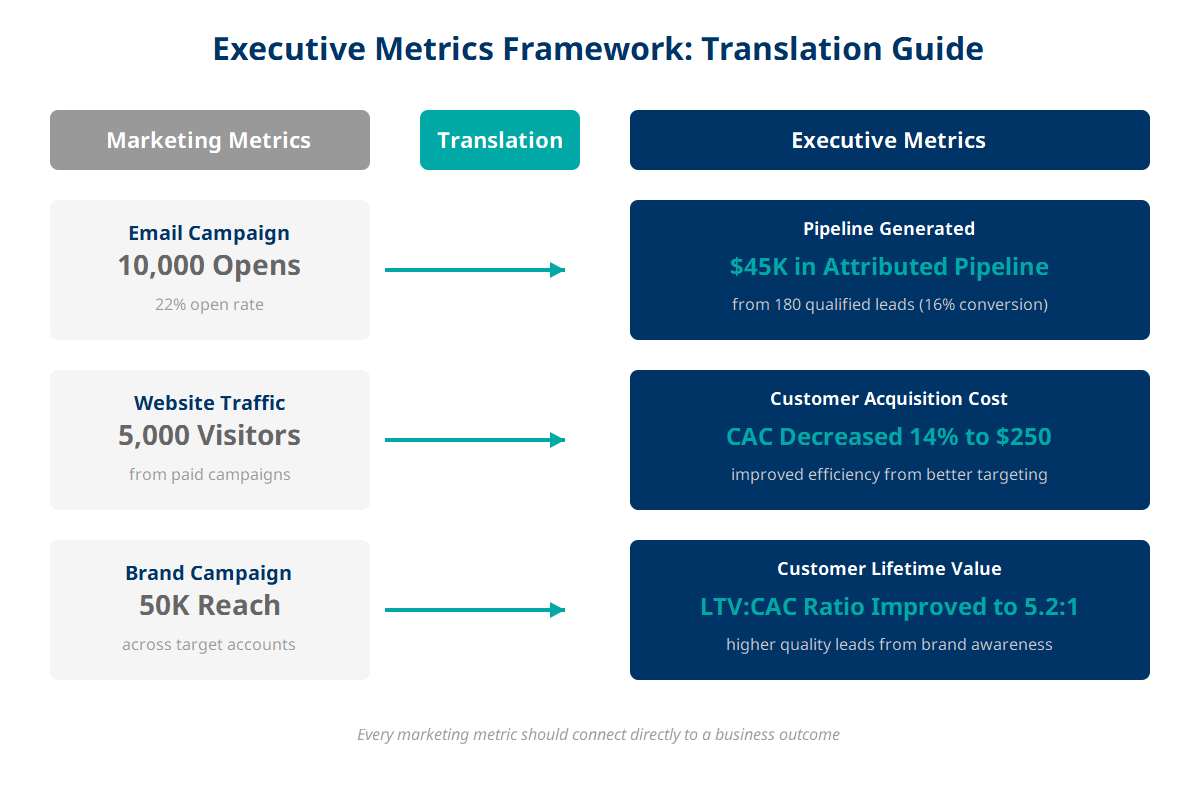 Executive Metrics Framework: Translation Guide
Marketing Metrics
Translation
Executive Metrics
Email Campaign
10,000 Opens
22% open rate
Pipeline Generated
$45K in Attributed Pipeline
from 180 qualified leads (16% conversion)
Website Traffic
5,000 Visitors
from paid campaigns
Customer Acquisition Cost
CAC Decreased 14% to $250
improved efficiency from better targeting
Brand Campaign
50K Reach
across target accounts
Customer Lifetime Value
LTV:CAC Ratio Improved to 5.2:1
higher quality leads from brand awareness
Every marketing metric should connect directly to a business outcome